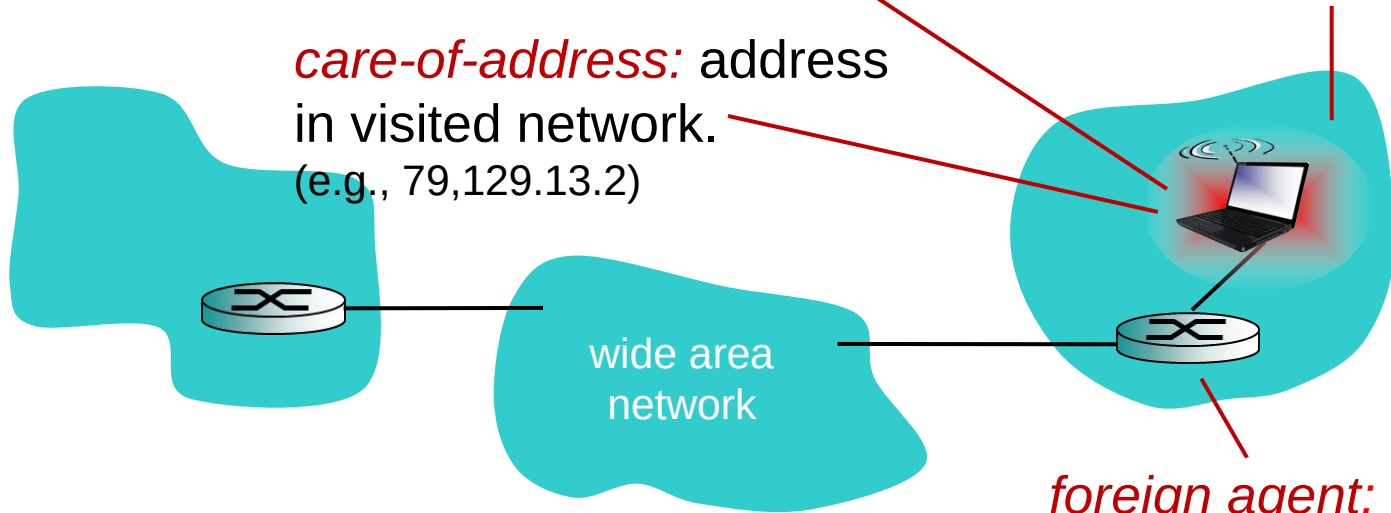 care-of-address: address
in visited network.
(e.g., 79,129.13.2)
wide area
network
foreign agent: